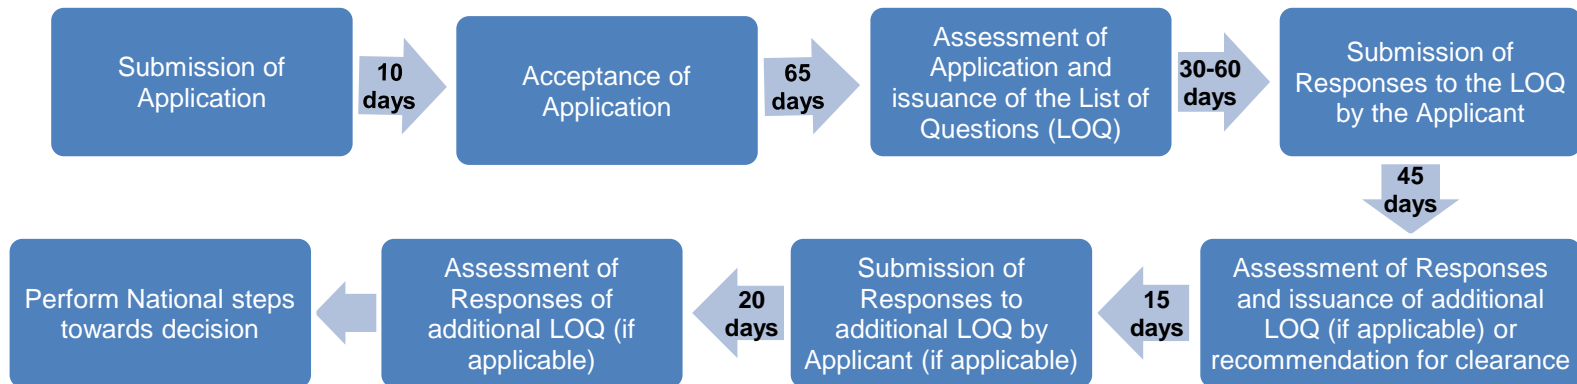 Submission of
Application
10
days
Acceptance of
Application
65
days
Assessment of
Application and
issuance of the List of
Questions (LOQ)
30-60
days
Submission of
Responses to the LOQ
by the Applicant
45
days
Assessment of Responses
and issuance of additional
LOQ (if applicable) or
recommendation for clearance
15
days
Submission of
Responses to
additional LOQ by
Applicant (if applicable)
20
days
Assessment of
Responses of
additional LOQ (if
applicable)
Perform National steps
towards decision